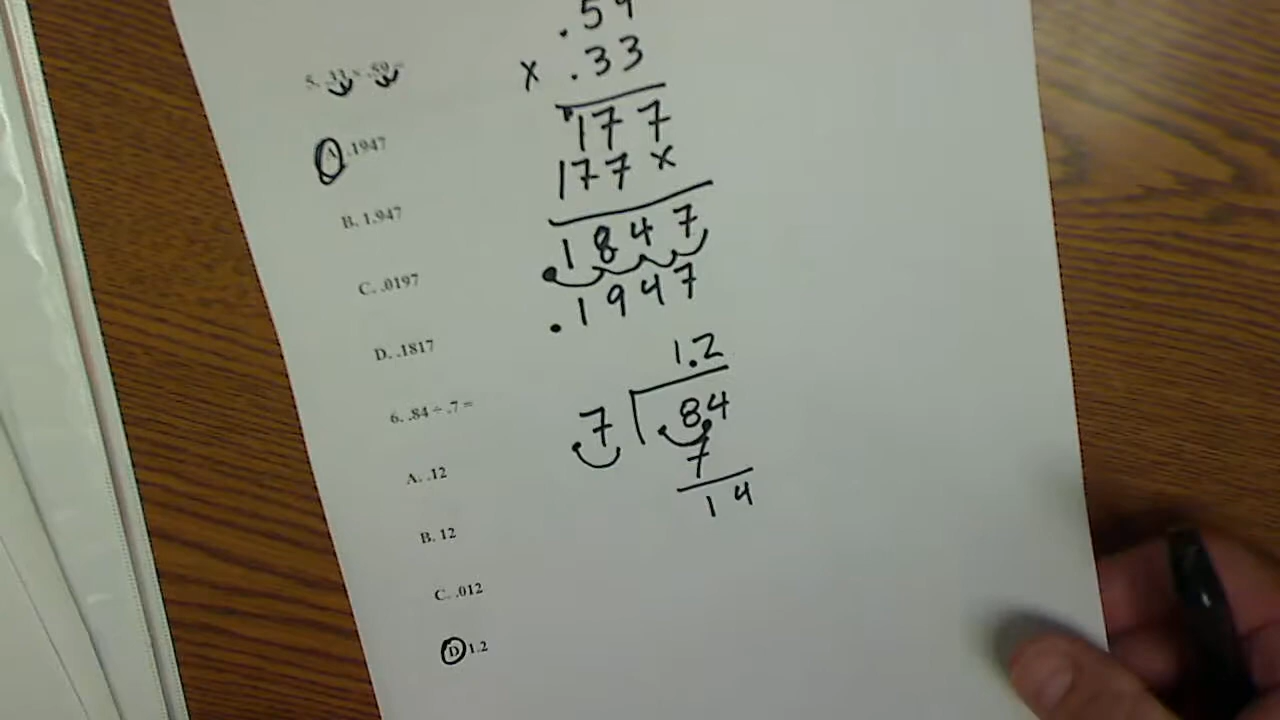 5. .33 × .59 =
A. .1947
B. 1.947
C. .0197
D. .1817
6. .84 ÷ .7 =
A. .12
B. 12
C. .012
D 1.2
.59
x .33
177
177x
.1847
.1947
1.2
7 84
7
14